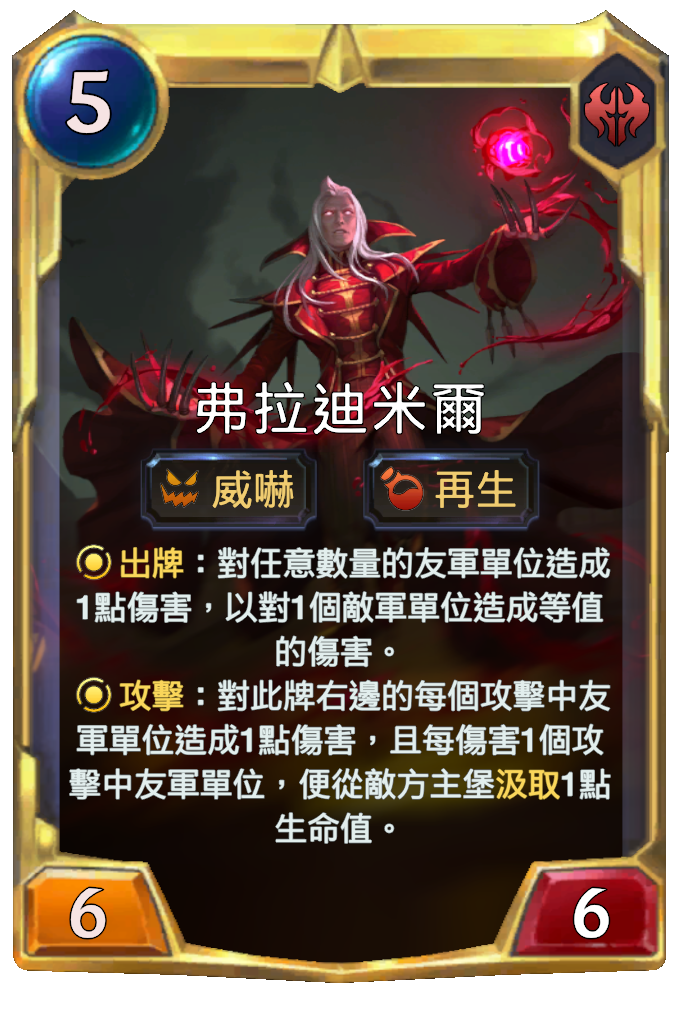 5
弗拉迪米爾
威嚇 再生
出牌：對任意數量的友軍單位造成
1點傷害，以對1個敵軍單位造成等值
的傷害。
攻擊：對此牌右邊的每個攻擊中友
軍單位造成1點傷害，且每傷害1個攻
擊中友軍單位，便從敵方主堡汲取1點
生命值。
6 6